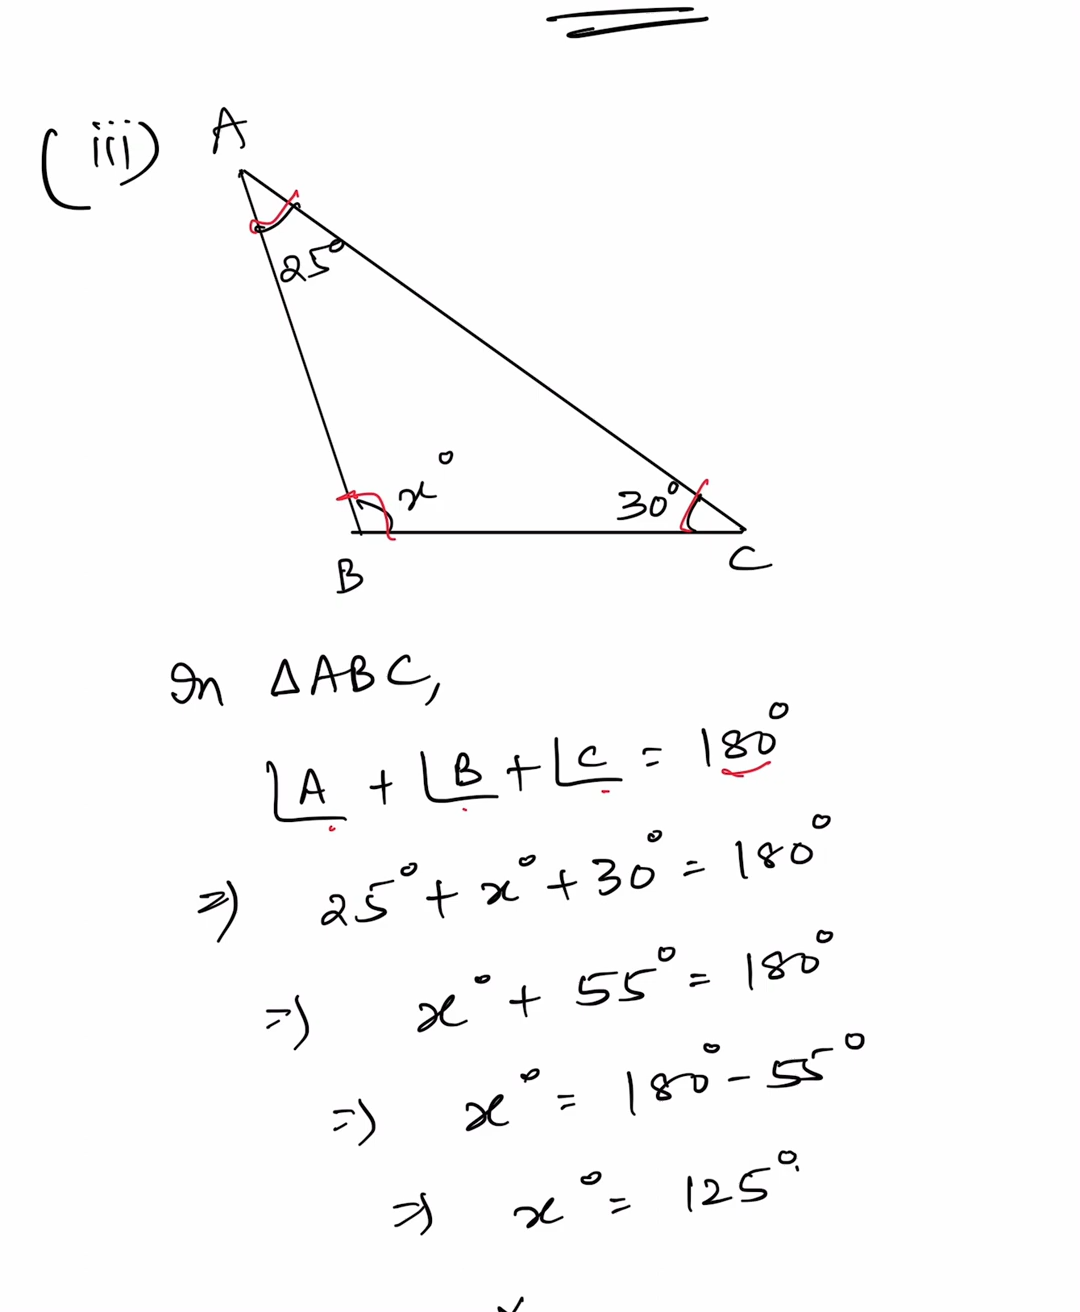 (iii) A
25°
x°
30°
B
C
In ΔABC,
∠A + ∠B + ∠C = 180°
⇒) 25° + x° + 30° = 180°
⇒) x° + 55° = 180°
⇒) x° = 180° - 55°
⇒) x° = 125°